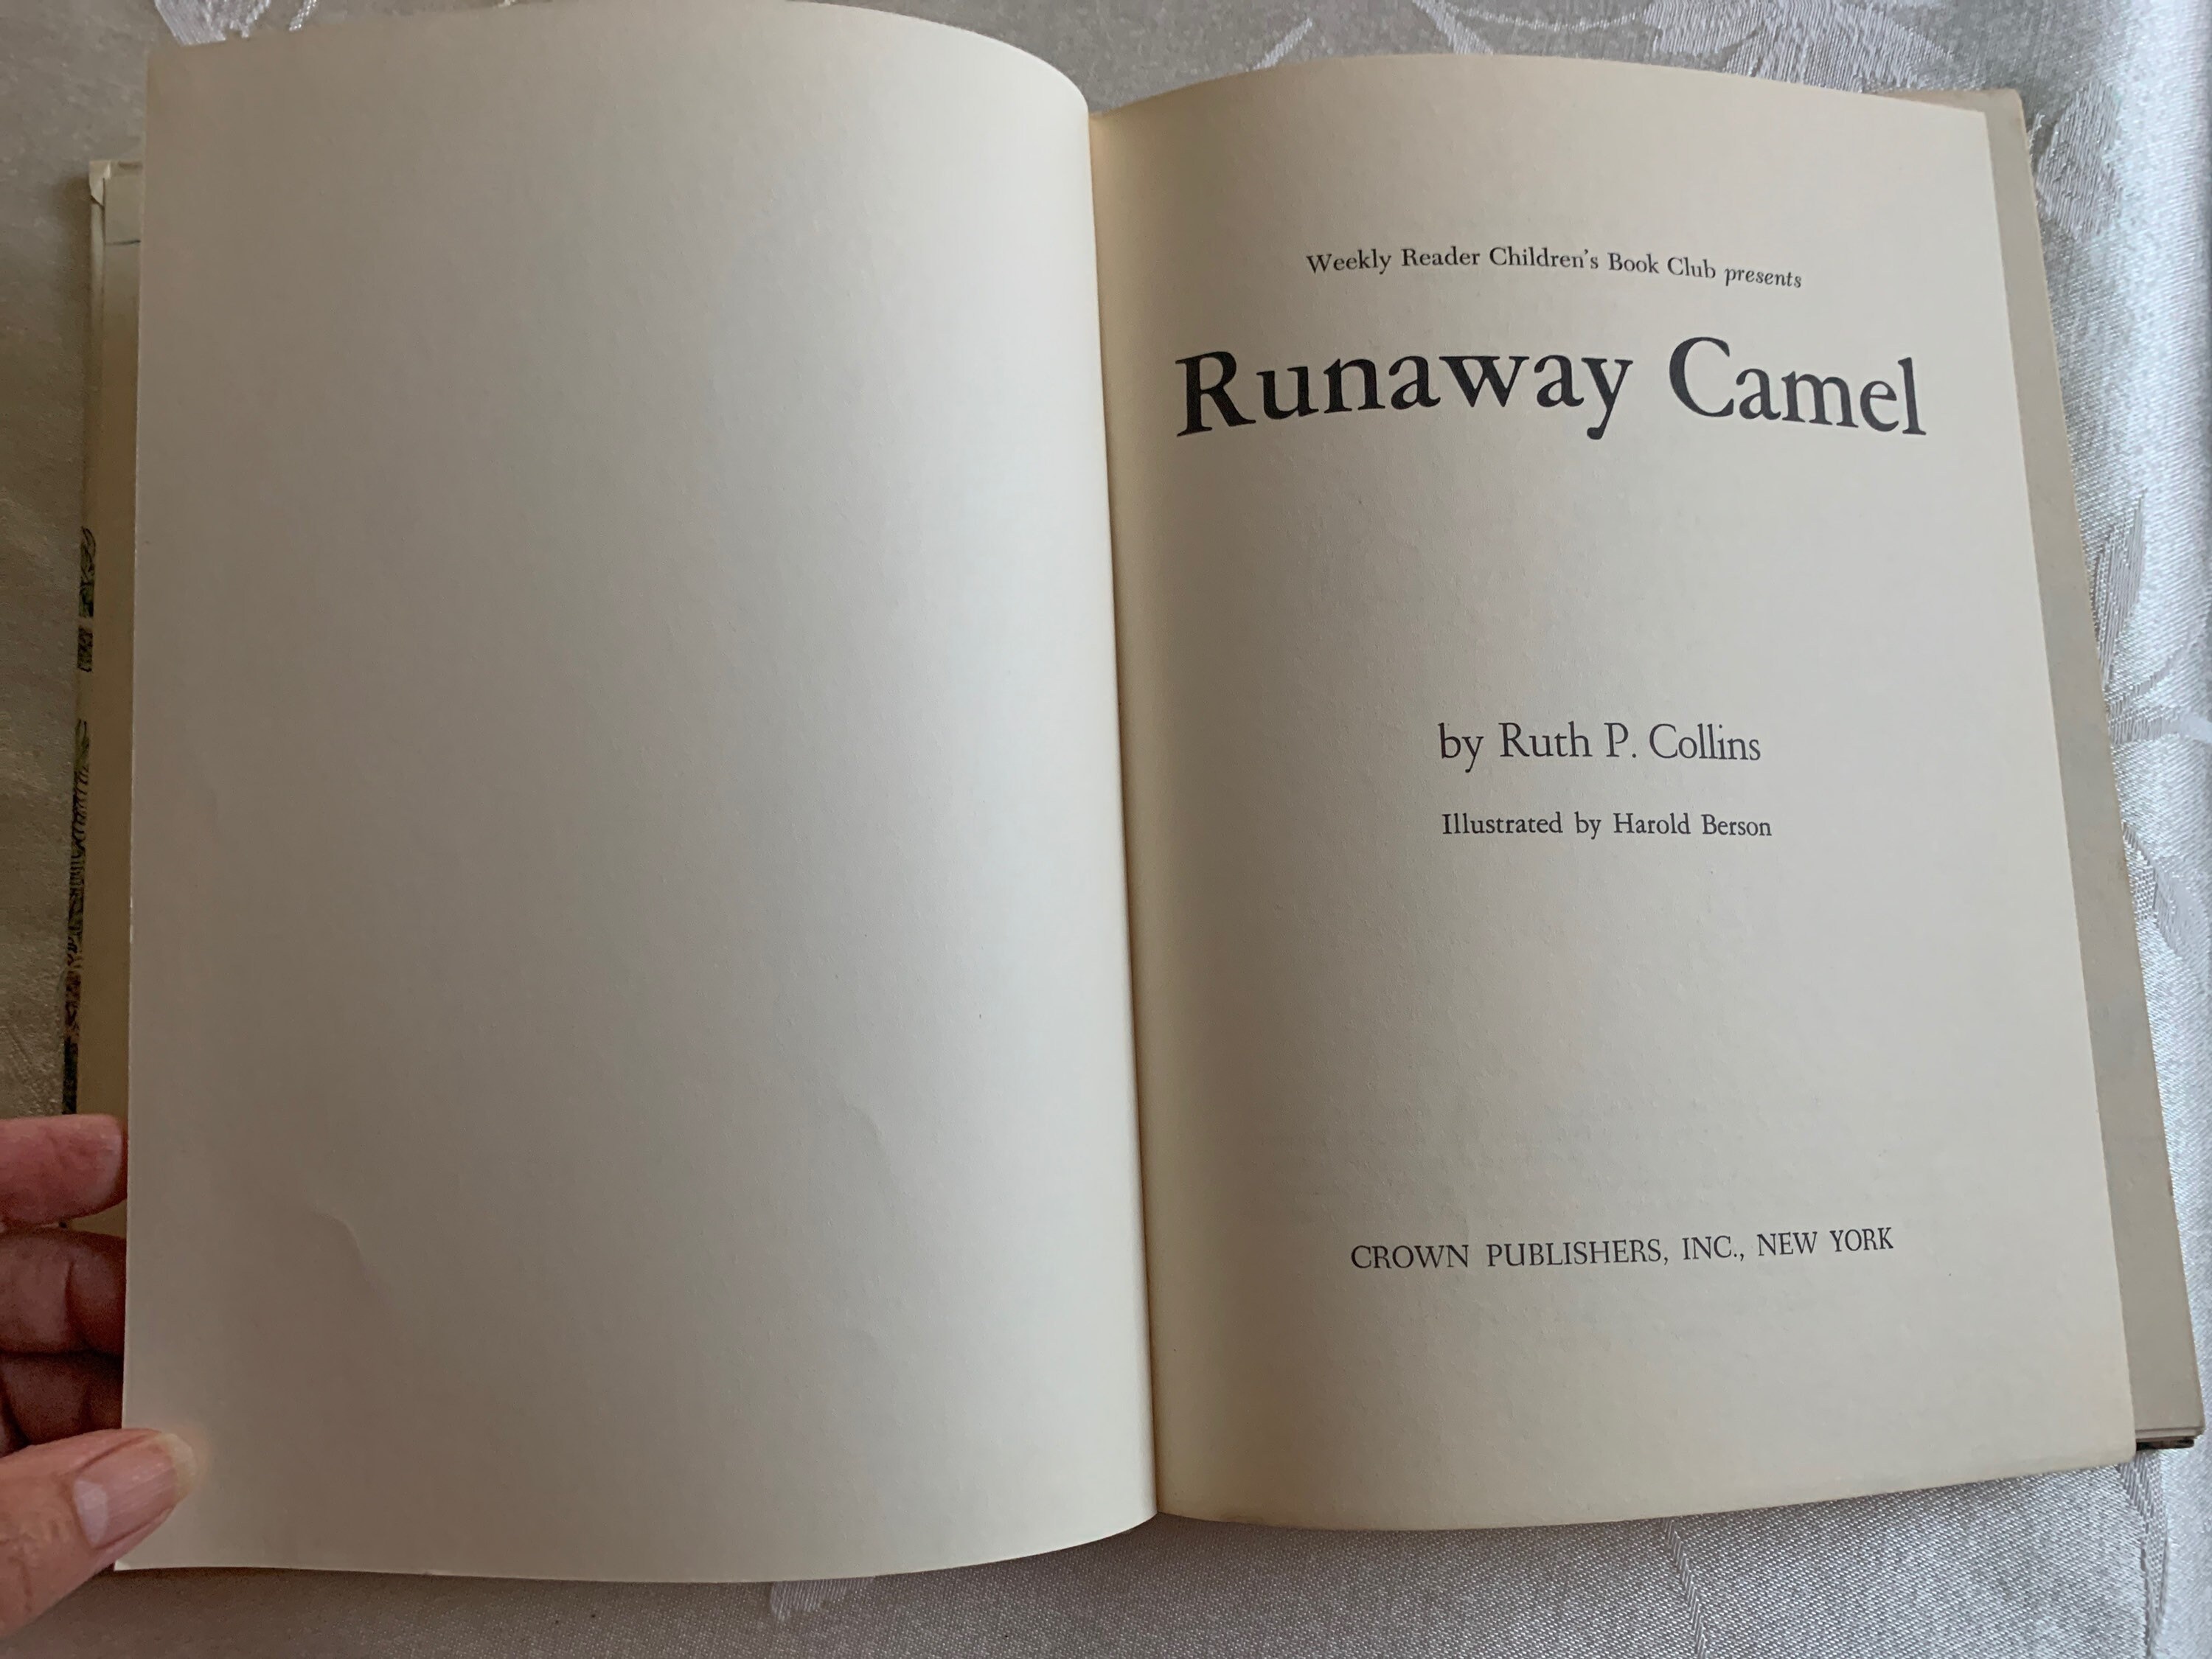 Weekly Reader Children's Book Club presents
Runaway Camel
by Ruth P. Collins
Illustrated by Harold Berson
CROWN PUBLISHERS, INC., NEW YORK